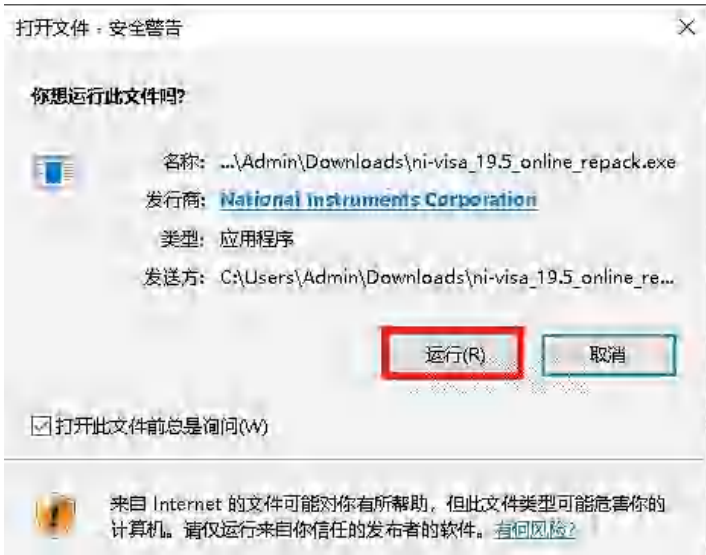 打开文件 - 安全警告
你想运行此文件吗?
名称: ...\Admin\Downloads\ni-visa_19.5_online_repack.exe
发行商: National Instruments Corporation
类型: 应用程序
发送方: C:\Users\Admin\Downloads\ni-visa_19.5_online_re...
运行(R) 取消
打开此文件前总是询问(W)
来自 Internet 的文件可能对你有所帮助，但此文件类型可能危害你的
计算机。请仅运行来自你信任的发布者的软件。有何风险?